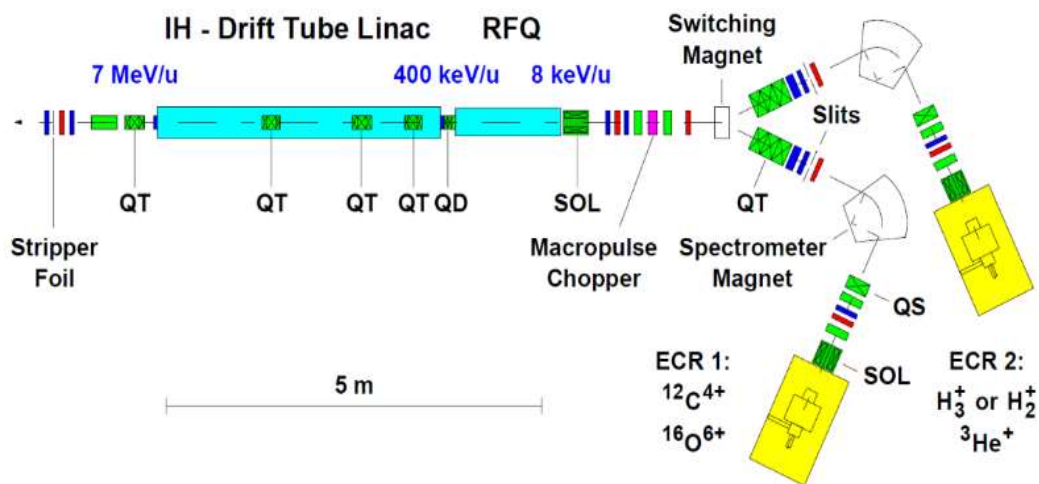 IH - Drift Tube Linac
RFQ
Switching
Magnet
7 MeV/u
400 keV/u
8 keV/u
Slits
QT
QT
QT
QT
QD
SOL
QT
Stripper
Foil
Macropulse
Chopper
Spectrometer
Magnet
QS
5 m
ECR 1:
¹²C⁴⁺
¹⁶O⁶⁺
SOL
ECR 2:
H₃⁺ or H₂⁺
³He⁺